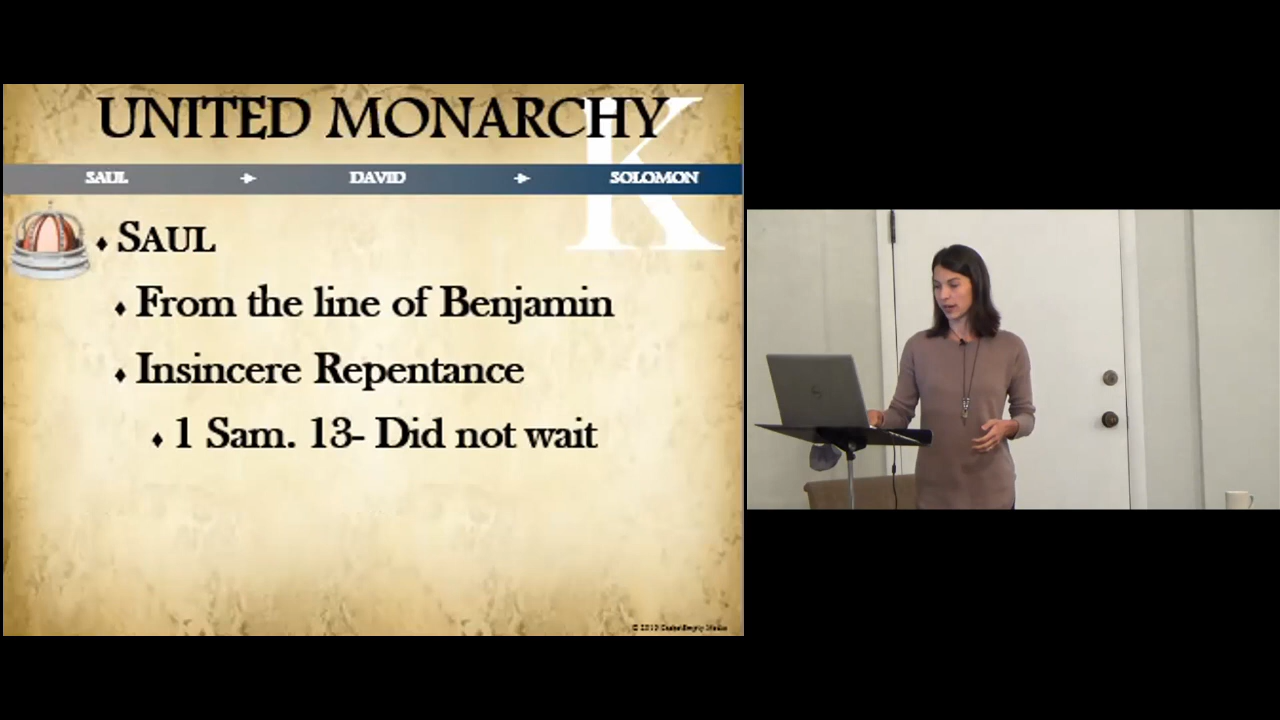 UNITED MONARCHY
K
SAUL → DAVID → SOLOMON
♦ SAUL
♦ From the line of Benjamin
♦ Insincere Repentance
♦ 1 Sam. 13- Did not wait